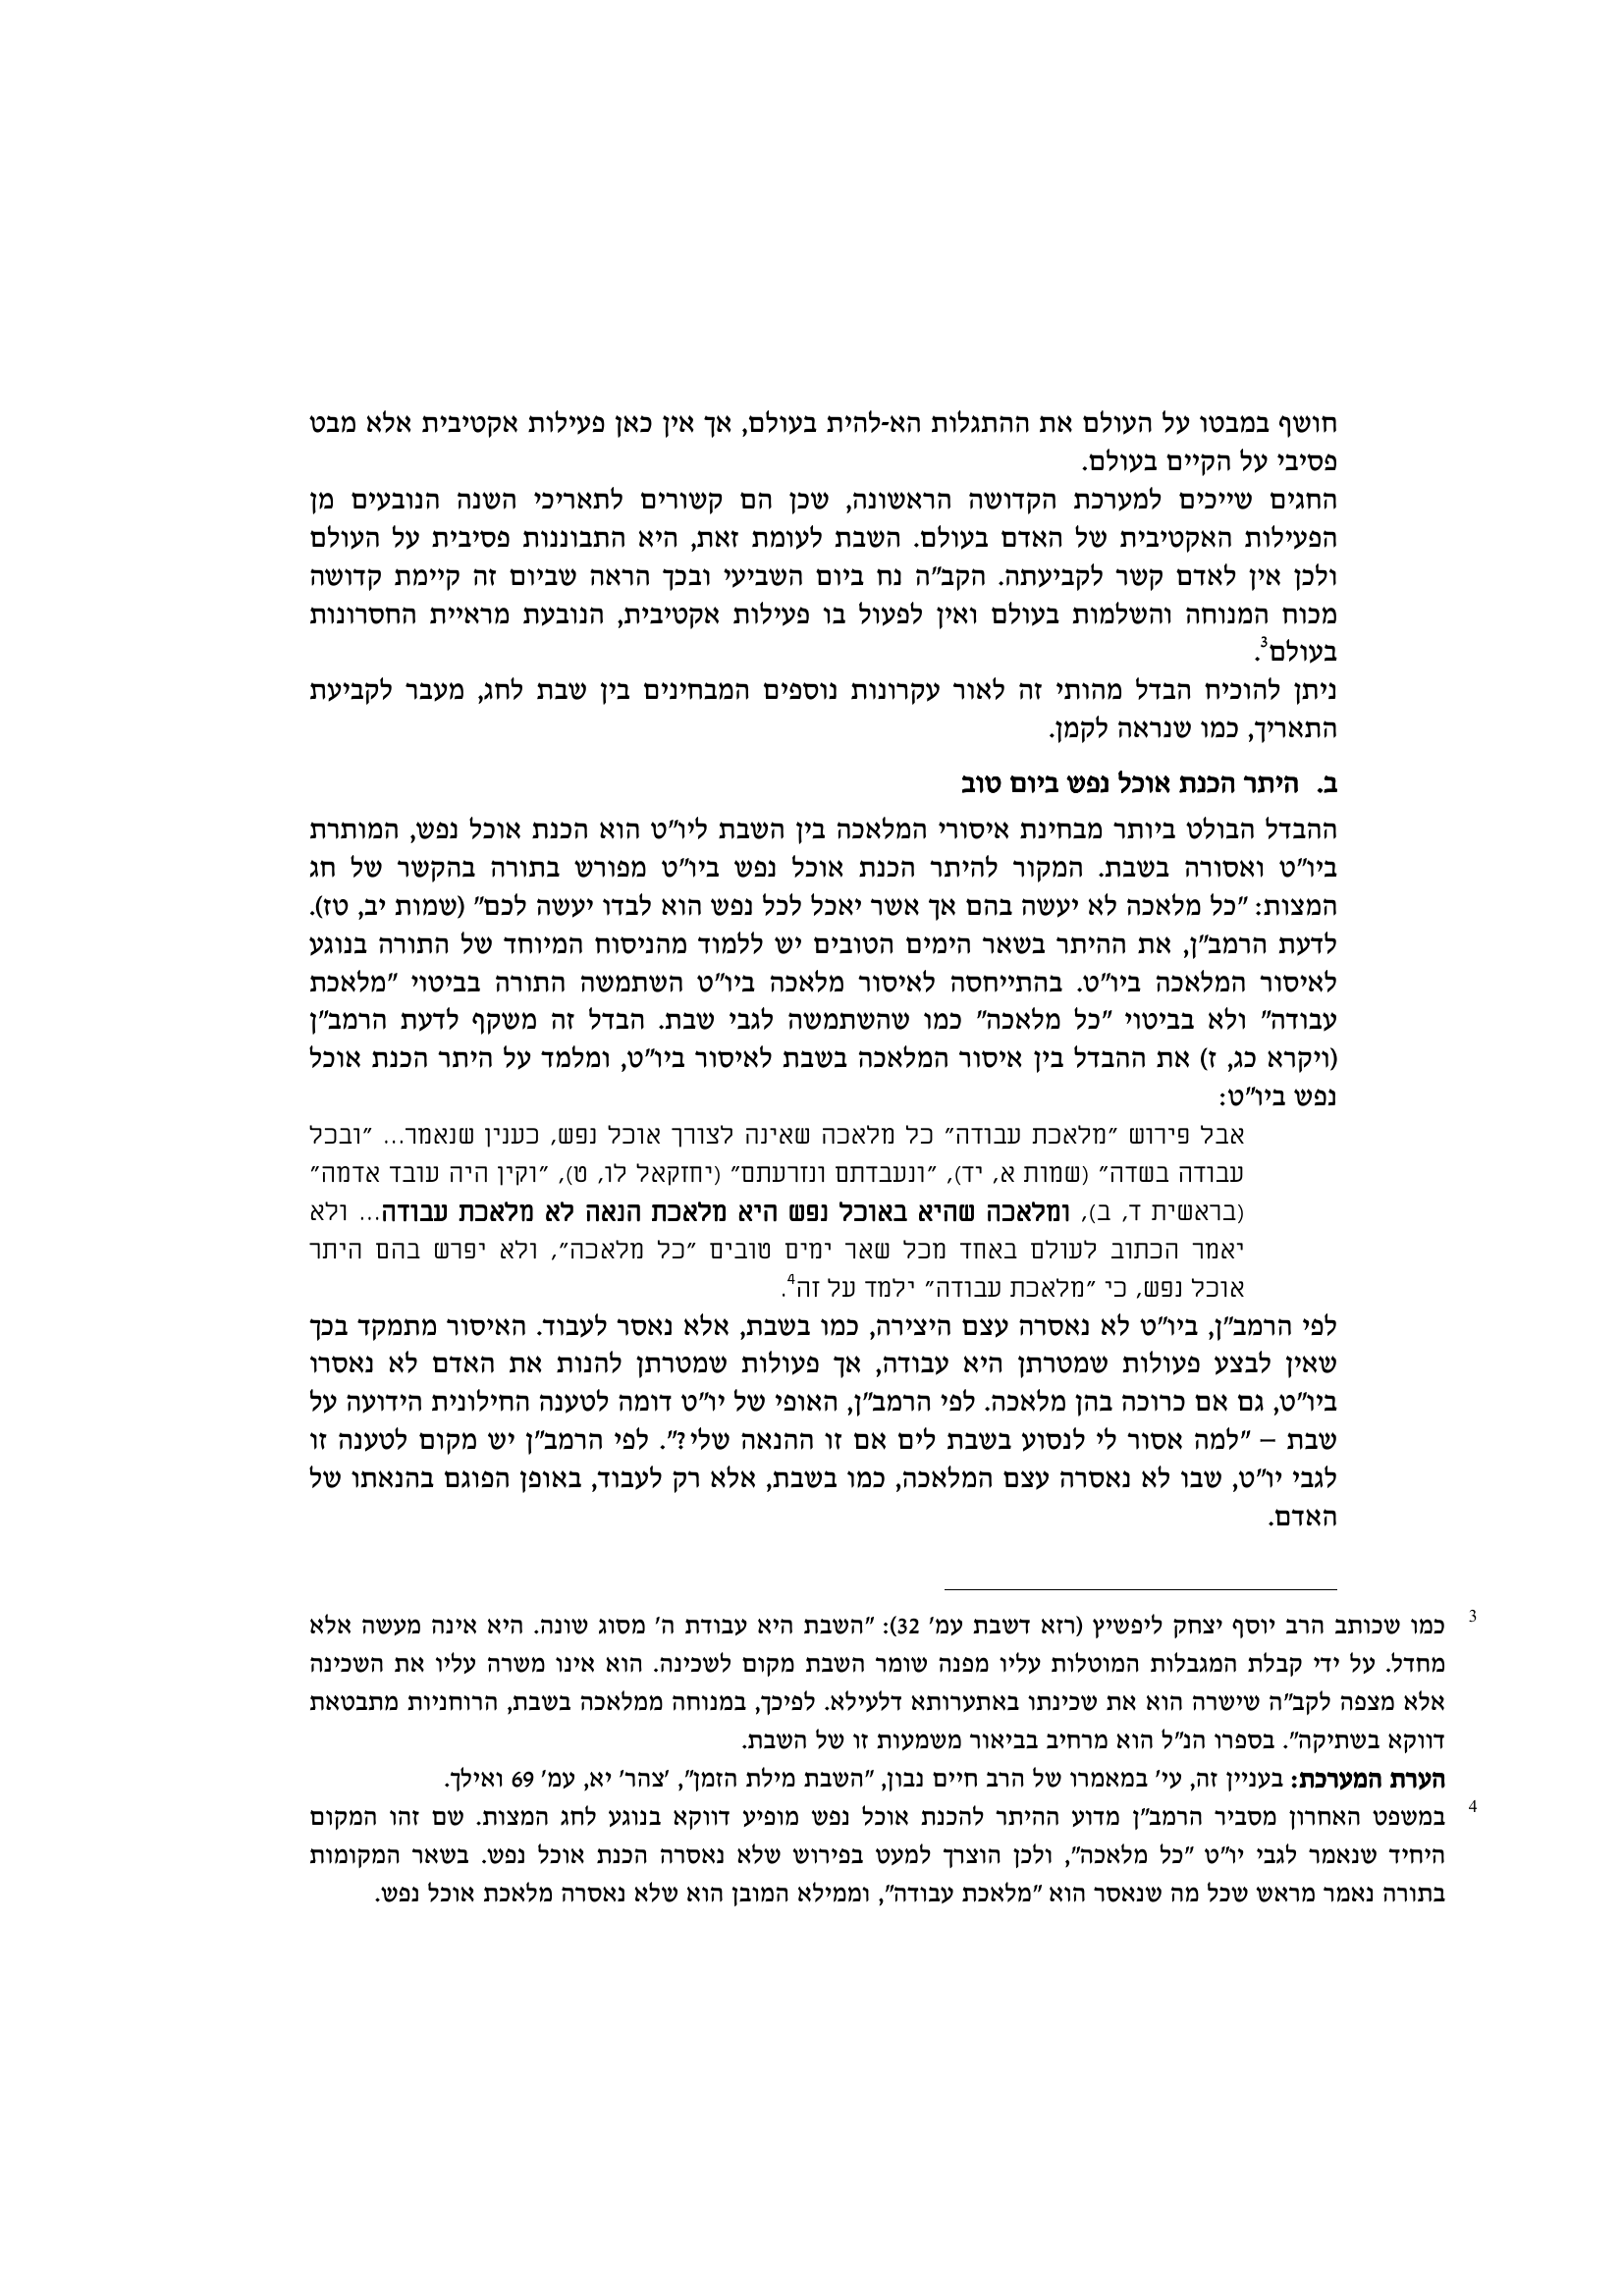 חושף במבטו על העולם את ההתגלות הא-להית בעולם, אך אין כאן פעילות אקטיבית אלא מבט
פסיבי על הקיים בעולם.
החגים שייכים למערכת הקדושה הראשונה, שכן הם קשורים לתאריכי השנה הנובעים מן
הפעילות האקטיבית של האדם בעולם. השבת לעומת זאת, היא התבוננות פסיבית על העולם
ולכן אין לאדם קשר לקביעתה. הקב"ה נח ביום השביעי ובכך הראה שביום זה קיימת קדושה
מכוח המנוחה והשלמות בעולם ואין לפעול בו פעילות אקטיבית, הנובעת מראיית החסרונות
בעולם3.
ניתן להוכיח הבדל מהותי זה לאור עקרונות נוספים המבחינים בין שבת לחג, מעבר לקביעת
התאריך, כמו שנראה לקמן.
ב. היתר הכנת אוכל נפש ביום טוב
ההבדל הבולט ביותר מבחינת איסורי המלאכה בין השבת ליו"ט הוא הכנת אוכל נפש, המותרת
ביו"ט ואסורה בשבת. המקור להיתר הכנת אוכל נפש ביו"ט מפורש בתורה בהקשר של חג
המצות: "כל מלאכה לא יעשה בהם אך אשר יאכל לכל נפש הוא לבדו יעשה לכם" (שמות יב, טז).
לדעת הרמב"ן, את ההיתר בשאר הימים הטובים יש ללמוד מהניסוח המיוחד של התורה בנוגע
לאיסור המלאכה ביו"ט. בהתייחסה לאיסור מלאכה ביו"ט השתמשה התורה בביטוי "מלאכת
עבודה" ולא בביטוי "כל מלאכה" כמו שהשתמשה לגבי שבת. הבדל זה משקף לדעת הרמב"ן
(ויקרא כג, ז) את ההבדל בין איסור המלאכה בשבת לאיסור ביו"ט, ומלמד על היתר הכנת אוכל
נפש ביו"ט:
אבל פירוש "מלאכת עבודה" כל מלאכה שאינה לצורך אוכל נפש, כענין שנאמר... "ובכל
עבודה בשדה" (שמות א, יד), "ונעבדתם ונזרעתם" (יחזקאל לו, ט), "וקין היה עובד אדמה"
(בראשית ד, ב), ומלאכה שהיא באוכל נפש היא מלאכת הנאה לא מלאכת עבודה... ולא
יאמר הכתוב לעולם באחד מכל שאר ימים טובים "כל מלאכה", ולא יפרש בהם היתר
אוכל נפש, כי "מלאכת עבודה" ילמד על זה4.
לפי הרמב"ן, ביו"ט לא נאסרה עצם היצירה, כמו בשבת, אלא נאסר לעבוד. האיסור מתמקד בכך
שאין לבצע פעולות שמטרתן היא עבודה, אך פעולות שמטרתן להנות את האדם לא נאסרו
ביו"ט, גם אם כרוכה בהן מלאכה. לפי הרמב"ן, האופי של יו"ט דומה לטענה החילונית הידועה על
שבת – "למה אסור לי לנסוע בשבת לים אם זו ההנאה שלי?". לפי הרמב"ן יש מקום לטענה זו
לגבי יו"ט, שבו לא נאסרה עצם המלאכה, כמו בשבת, אלא רק לעבוד, באופן הפוגם בהנאתו של
האדם.
3 כמו שכותב הרב יוסף יצחק ליפשיץ (רזא דשבת עמ' 32): "השבת היא עבודת ה' מסוג שונה. היא אינה מעשה אלא
מחדל. על ידי קבלת המגבלות המוטלות עליו מפנה שומר השבת מקום לשכינה. הוא אינו משרה עליו את השכינה
אלא מצפה לקב"ה שישרה הוא את שכינתו באתערותא דלעילא. לפיכך, במנוחה ממלאכה בשבת, הרוחניות מתבטאת
דווקא בשתיקה". בספרו הנ"ל הוא מרחיב בביאור משמעות זו של השבת.
הערת המערכת: בעניין זה, עי' במאמרו של הרב חיים נבון, "השבת מילת הזמן", 'צהר' יא, עמ' 69 ואילך.
4 במשפט האחרון מסביר הרמב"ן מדוע ההיתר להכנת אוכל נפש מופיע דווקא בנוגע לחג המצות. שם זהו המקום
היחיד שנאמר לגבי יו"ט "כל מלאכה", ולכן הוצרך למעט בפירוש שלא נאסרה הכנת אוכל נפש. בשאר המקומות
בתורה נאמר מראש שכל מה שנאסר הוא "מלאכת עבודה", וממילא המובן הוא שלא נאסרה מלאכת אוכל נפש.